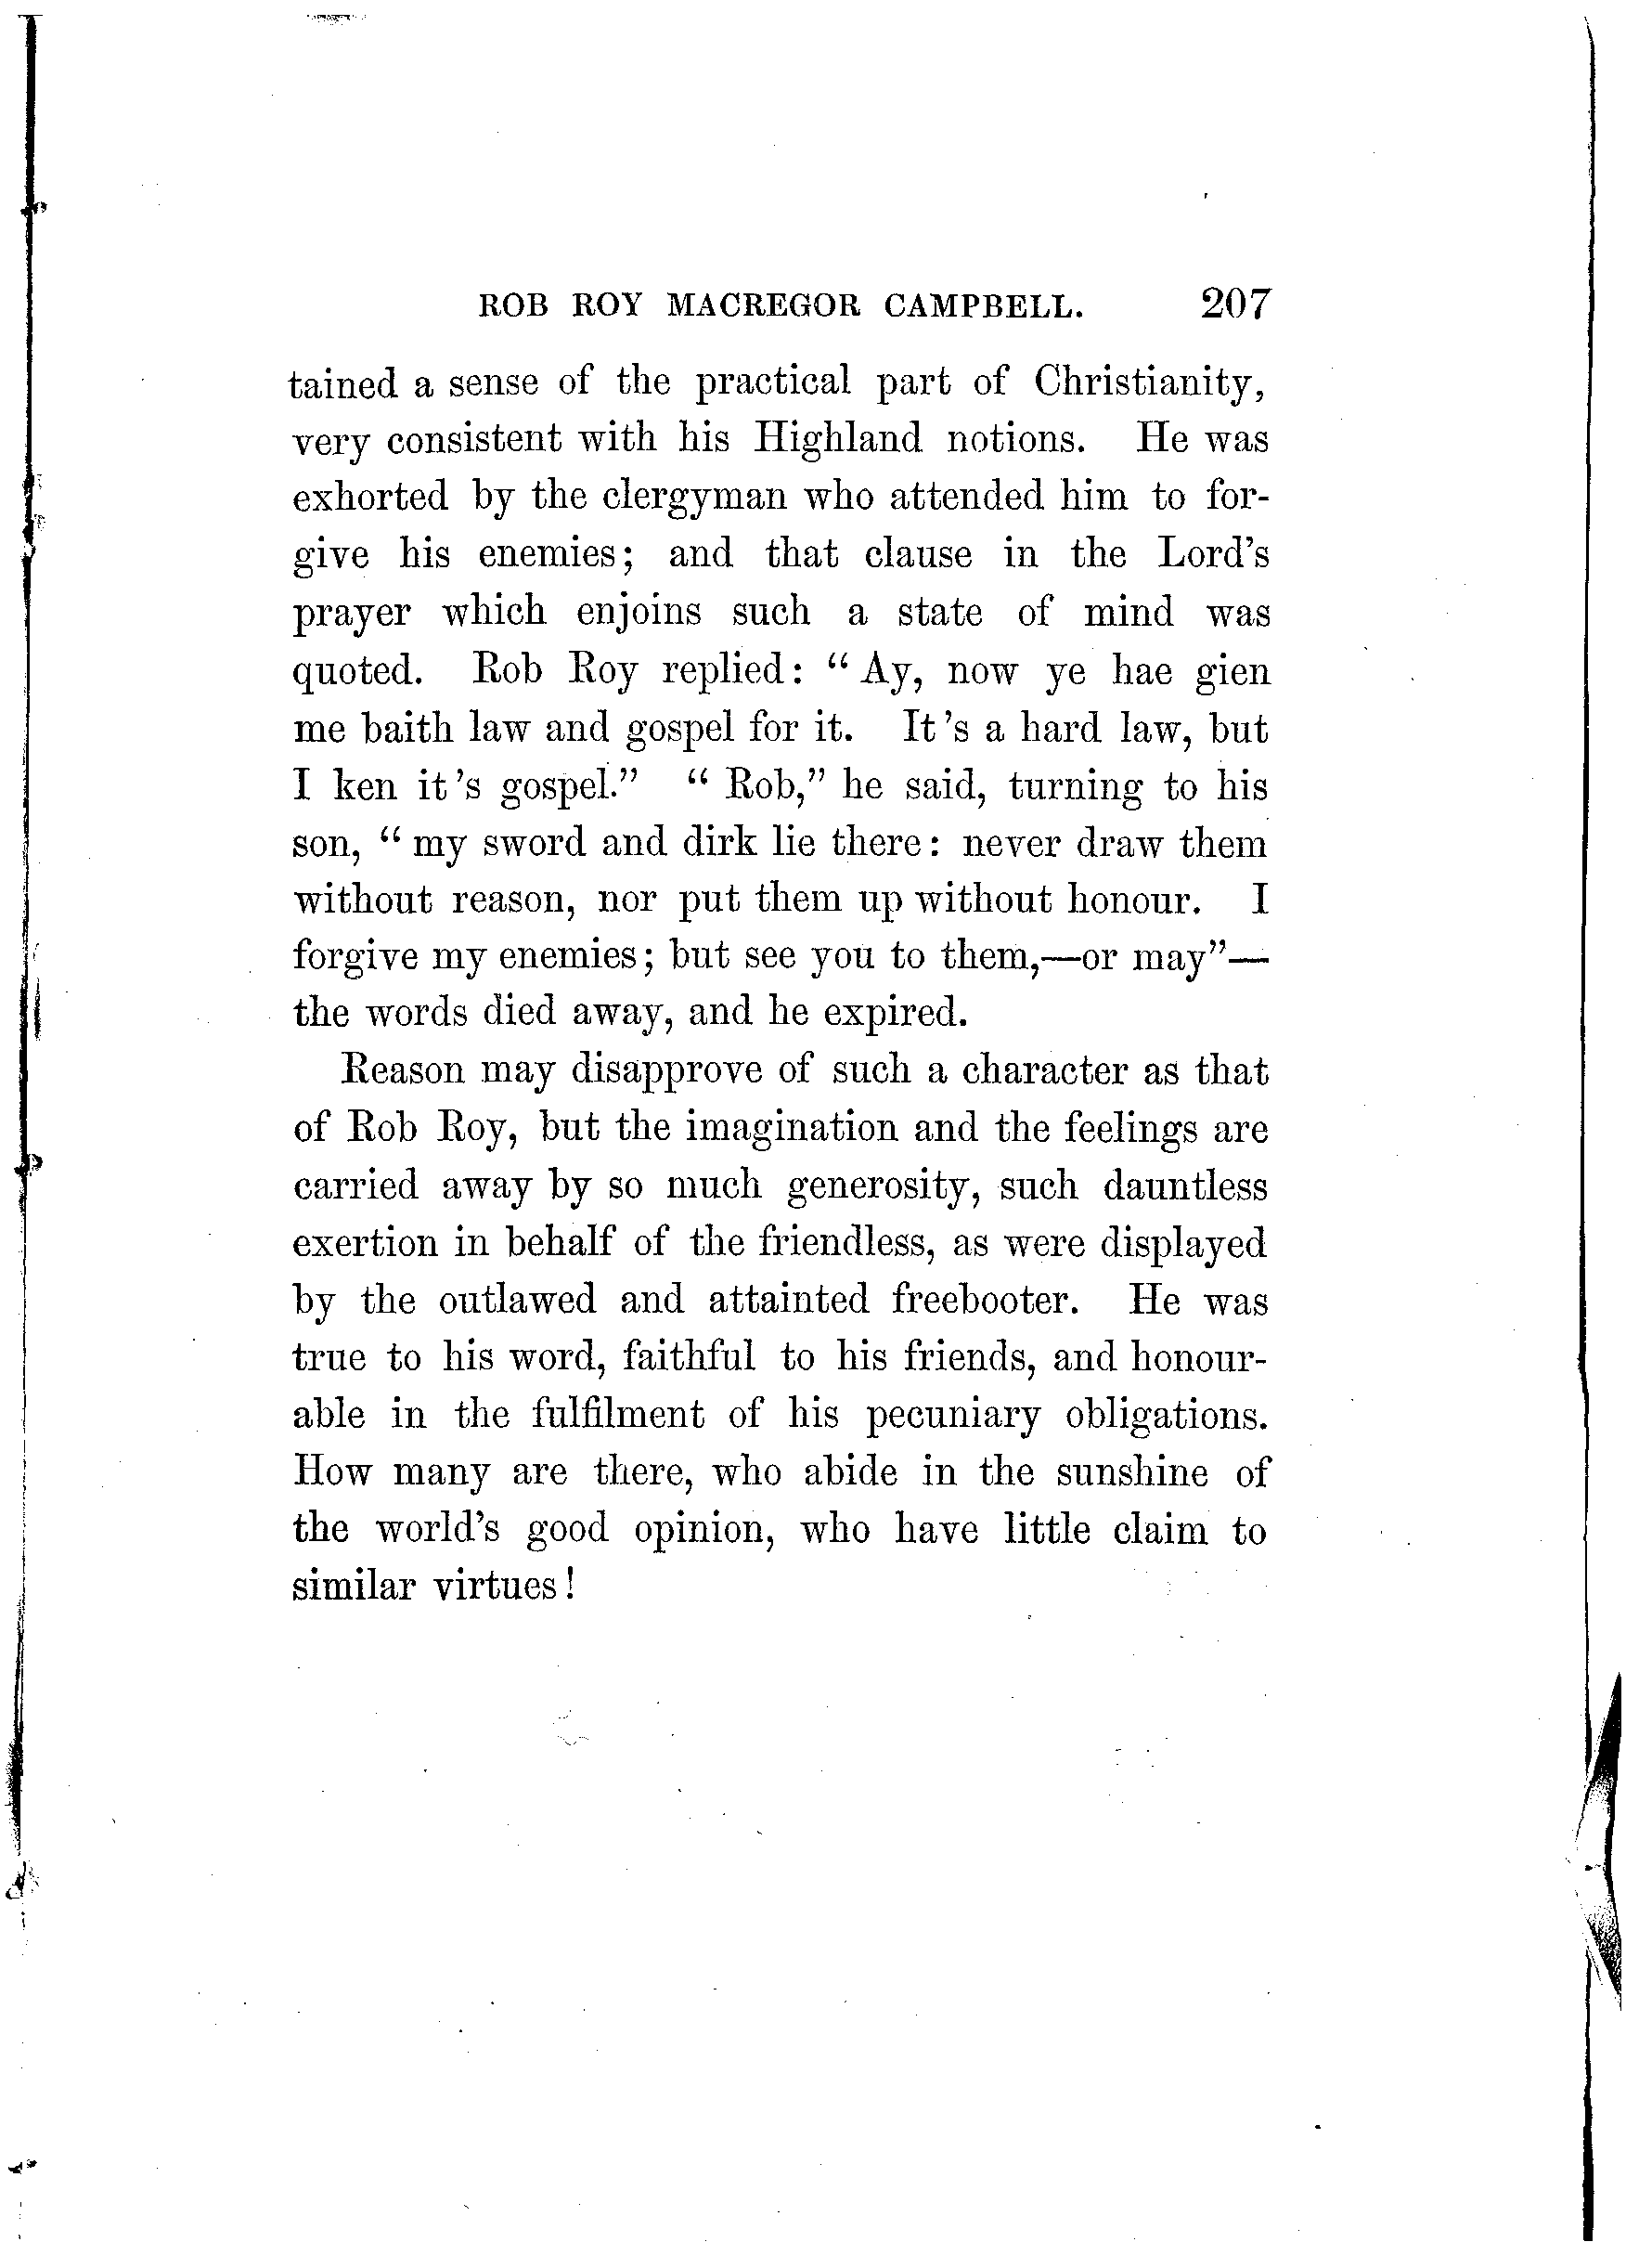 ROB ROY MACREGOR CAMPBELL. 207
tained a sense of the practical part of Christianity,
very consistent with his Highland notions. He was
exhorted by the clergyman who attended him to for-
give his enemies; and that clause in the Lord's
prayer which enjoins such a state of mind was
quoted. Rob Roy replied: "Ay, now ye hae gien
me baith law and gospel for it. It's a hard law, but
I ken it's gospel." "Rob," he said, turning to his
son, "my sword and dirk lie there: never draw them
without reason, nor put them up without honour. I
forgive my enemies; but see you to them,—or may"—
the words died away, and he expired.
Reason may disapprove of such a character as that
of Rob Roy, but the imagination and the feelings are
carried away by so much generosity, such dauntless
exertion in behalf of the friendless, as were displayed
by the outlawed and attainted freebooter. He was
true to his word, faithful to his friends, and honour-
able in the fulfilment of his pecuniary obligations.
How many are there, who abide in the sunshine of
the world's good opinion, who have little claim to
similar virtues!